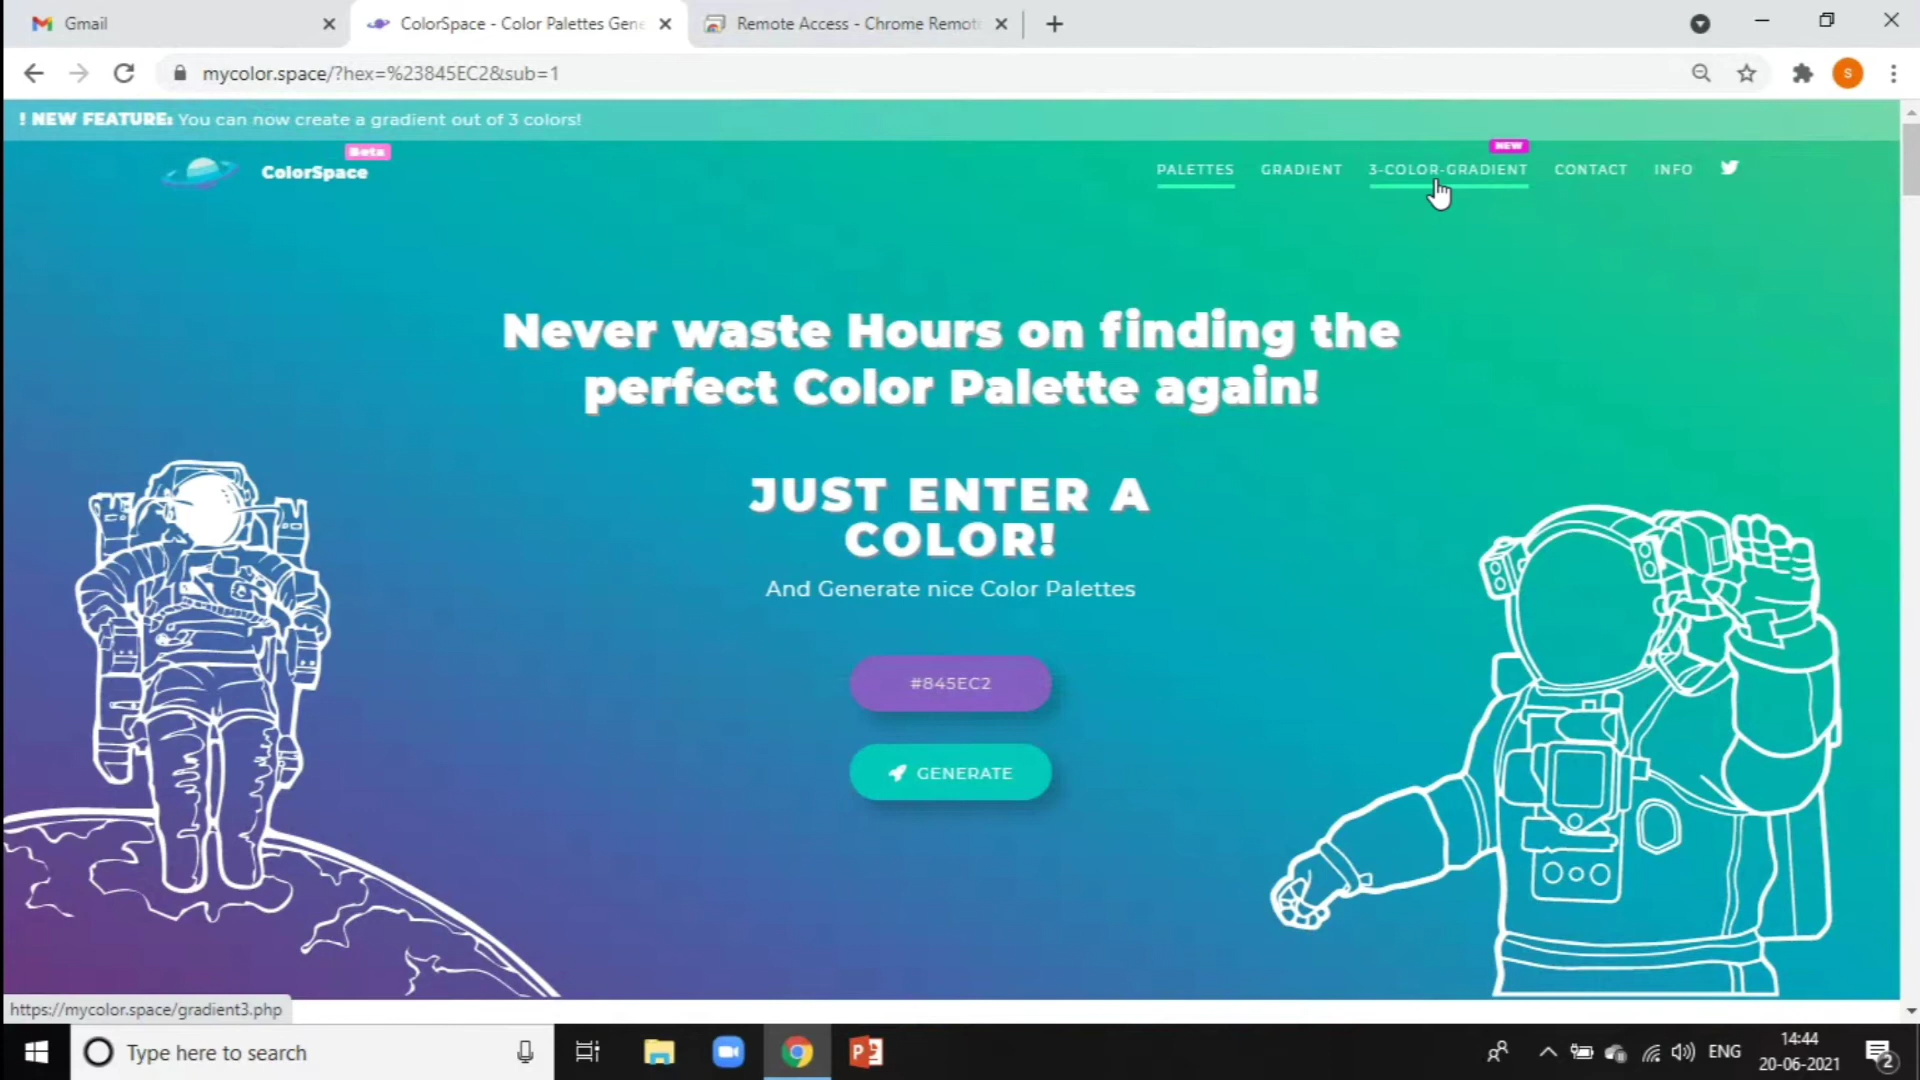 Gmail
ColorSpace - Color Palettes Gene
Remote Access - Chrome Remot
mycolor.space/?hex=%23845EC2&sub=1
S
! NEW FEATURE: You can now create a gradient out of 3 colors!
Beta
ColorSpace
NEW
PALETTES GRADIENT 3-COLOR-GRADIENT CONTACT INFO
Never waste Hours on finding the
perfect Color Palette again!
JUST ENTER A
COLOR!
And Generate nice Color Palettes
#845EC2
GENERATE
https://mycolor.space/gradient3.php
Type here to search
ENG
14:44
20-06-2021
2